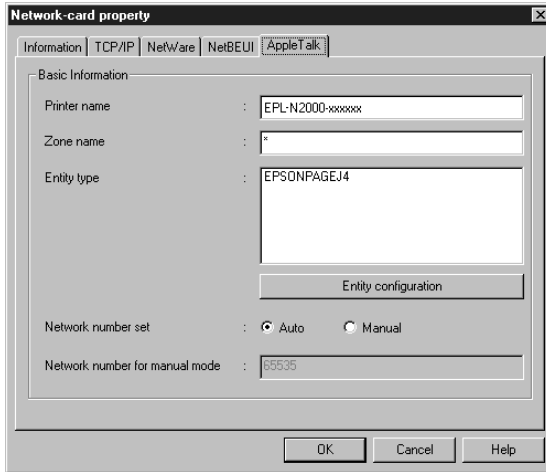 Network-card property
Information TCP/IP NetWare NetBEUI AppleTalk
Basic Information
Printer name : EPL-N2000-xxxxxx
Zone name : *
Entity type : EPSONPAGEJ4
Entity configuration
Network number set : Auto Manual
Network number for manual mode : 65535
OK Cancel Help